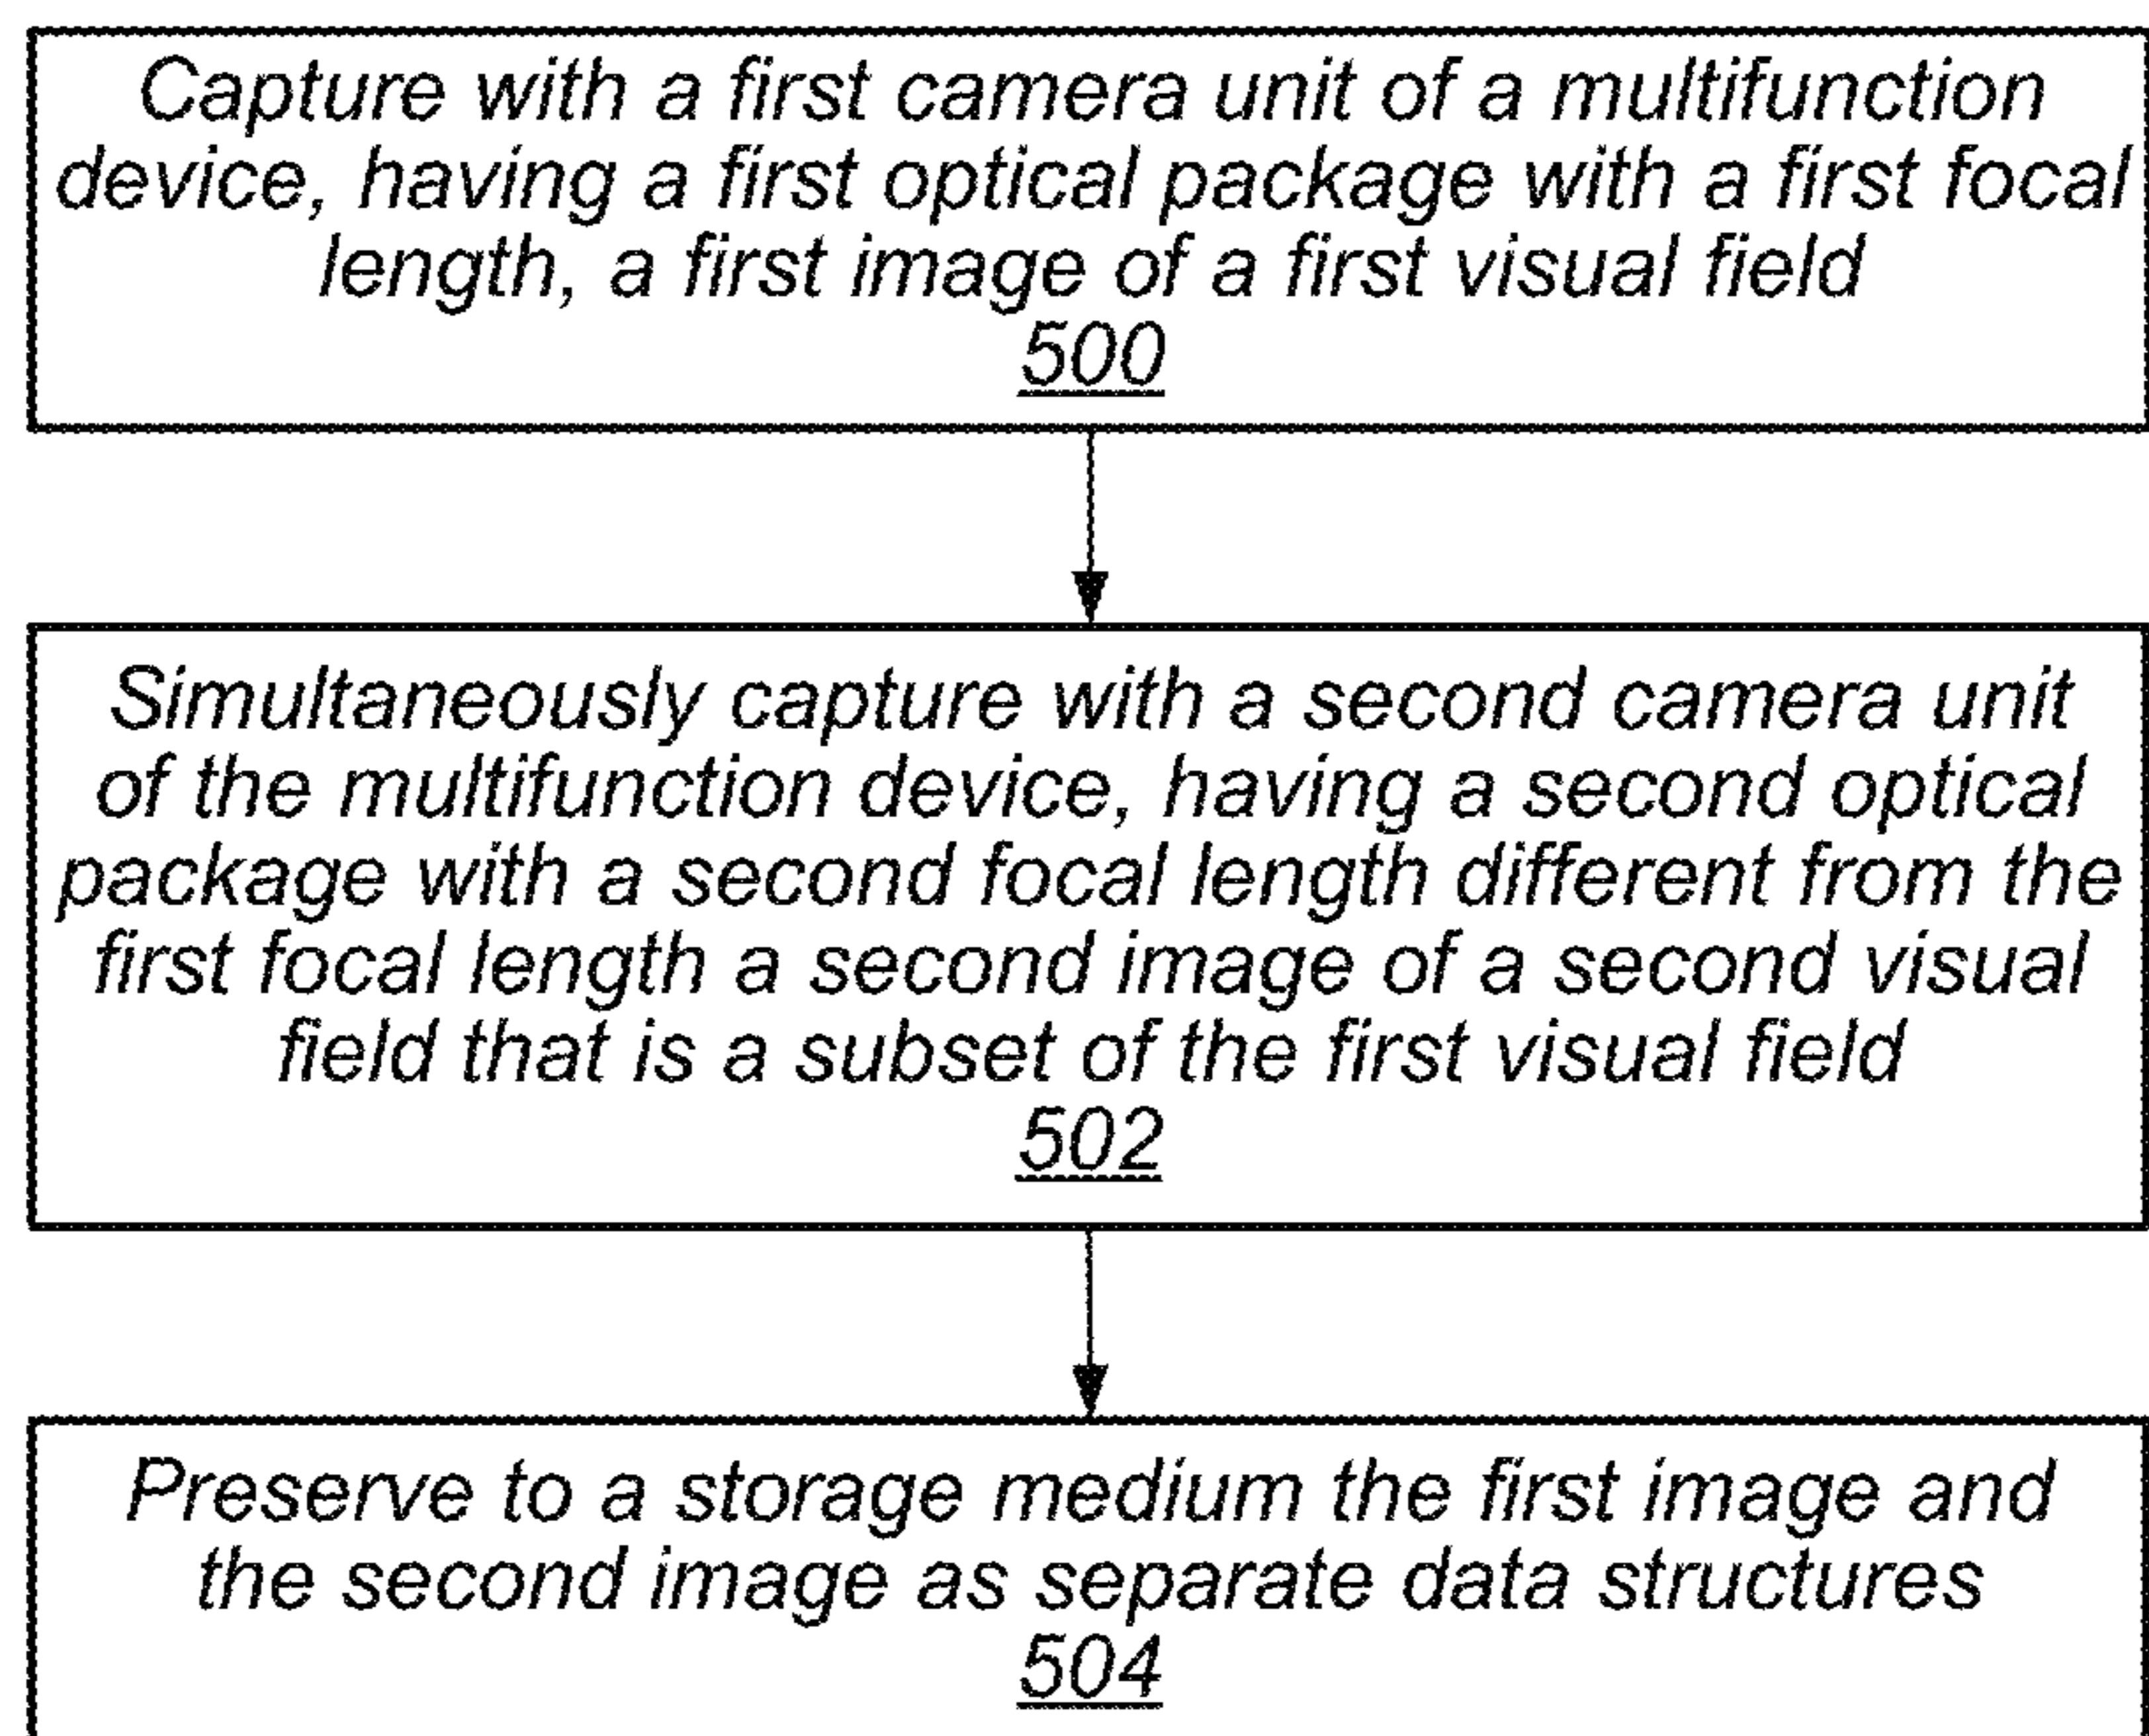 Capture with a first camera unit of a multifunction
device, having a first optical package with a first focal
length, a first image of a first visual field
500
Simultaneously capture with a second camera unit
of the multifunction device, having a second optical
package with a second focal length different from the
first focal length a second image of a second visual
field that is a subset of the first visual field
502
Preserve to a storage medium the first image and
the second image as separate data structures
504